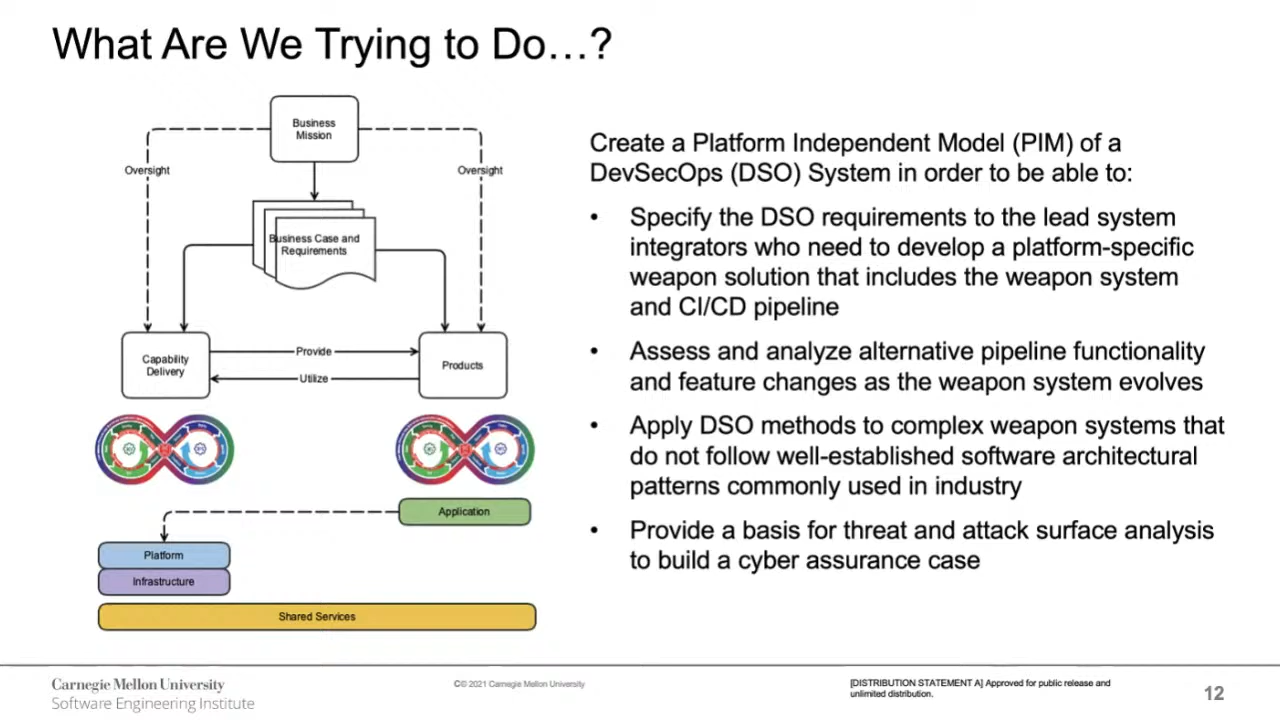 What Are We Trying to Do…?
Business
Mission
Oversight
Oversight
Business Case and
Requirements
Capability
Delivery
Provide
Utilize
Products
Application
Platform
Infrastructure
Shared Services
Create a Platform Independent Model (PIM) of a
DevSecOps (DSO) System in order to be able to:
• Specify the DSO requirements to the lead system
integrators who need to develop a platform-specific
weapon solution that includes the weapon system
and CI/CD pipeline
• Assess and analyze alternative pipeline functionality
and feature changes as the weapon system evolves
• Apply DSO methods to complex weapon systems that
do not follow well-established software architectural
patterns commonly used in industry
• Provide a basis for threat and attack surface analysis
to build a cyber assurance case
Carnegie Mellon University
Software Engineering Institute
©© 2021 Carnegie Mellon University
[DISTRIBUTION STATEMENT A] Approved for public release and
unlimited distribution.
12